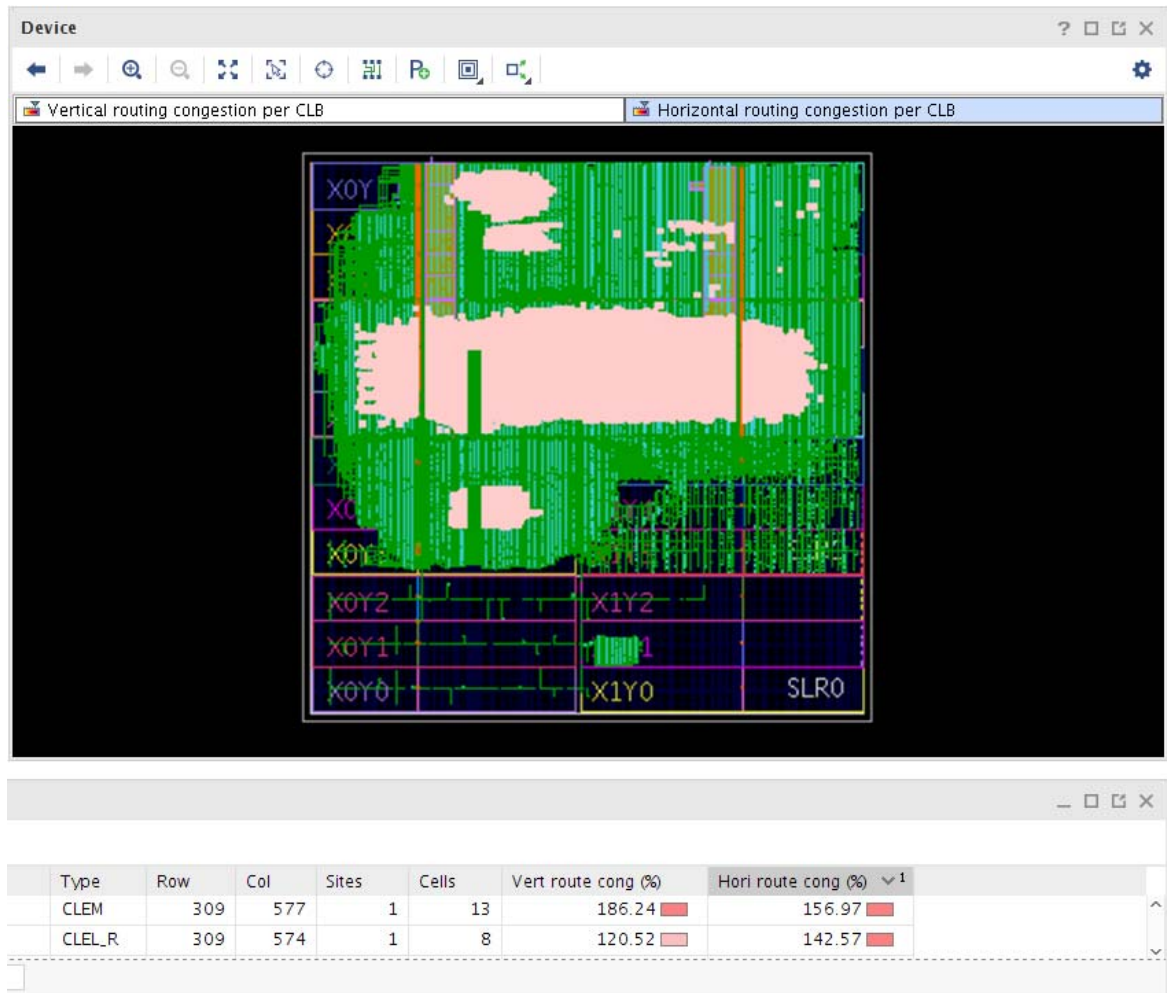 Device
Vertical routing congestion per CLB
Horizontal routing congestion per CLB
X0Y
X0Y2
X1Y2
X0Y1
X0Y0
X1Y0
SLR0
Type Row Col Sites Cells Vert route cong (%) Hori route cong (%) 1
CLEM 309 577 1 13 186.24 156.97
CLEL_R 309 574 1 8 120.52 142.57